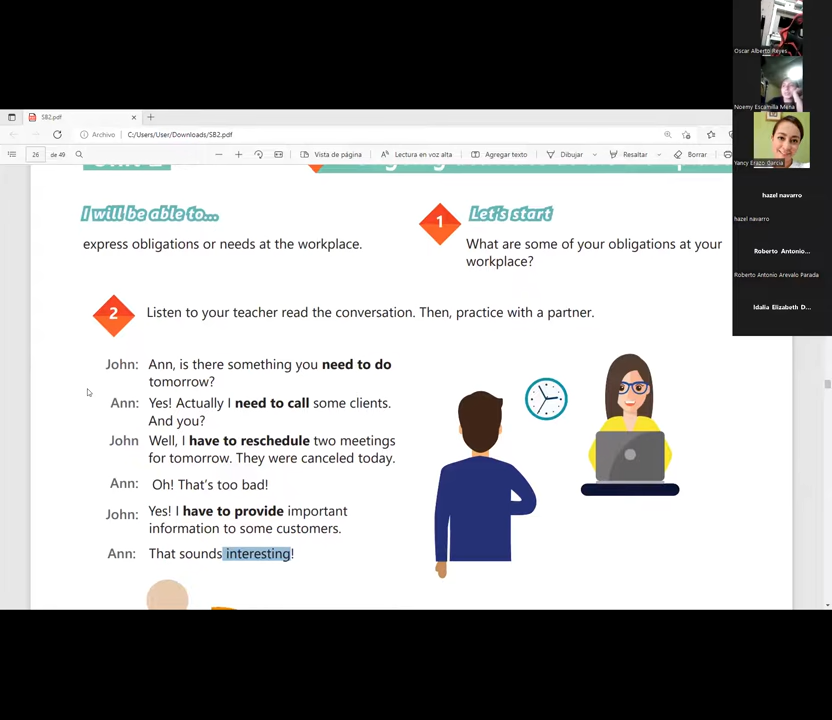 SB2.pdf
Archivo
C:/Users/User/Downloads/SB2.pdf
26
de 49
Vista de página
Lectura en voz alta
Agregar texto
Dibujar
Resaltar
Borrar
I will be able to...
express obligations or needs at the workplace.
1
Let's start
What are some of your obligations at your
workplace?
2
Listen to your teacher read the conversation. Then, practice with a partner.
John: Ann, is there something you need to do
tomorrow?
Ann: Yes! Actually I need to call some clients.
And you?
John Well, I have to reschedule two meetings
for tomorrow. They were canceled today.
Ann: Oh! That's too bad!
John: Yes! I have to provide important
information to some customers.
Ann: That sounds interesting!
Oscar Alberto Reyes...
Noemy Escamilla Mena
Yancy Erazo Garcia
hazel navarro
hazel navarro
Roberto Antonio...
Roberto Antonio Arevalo Parada
Idalia Elizabeth D...